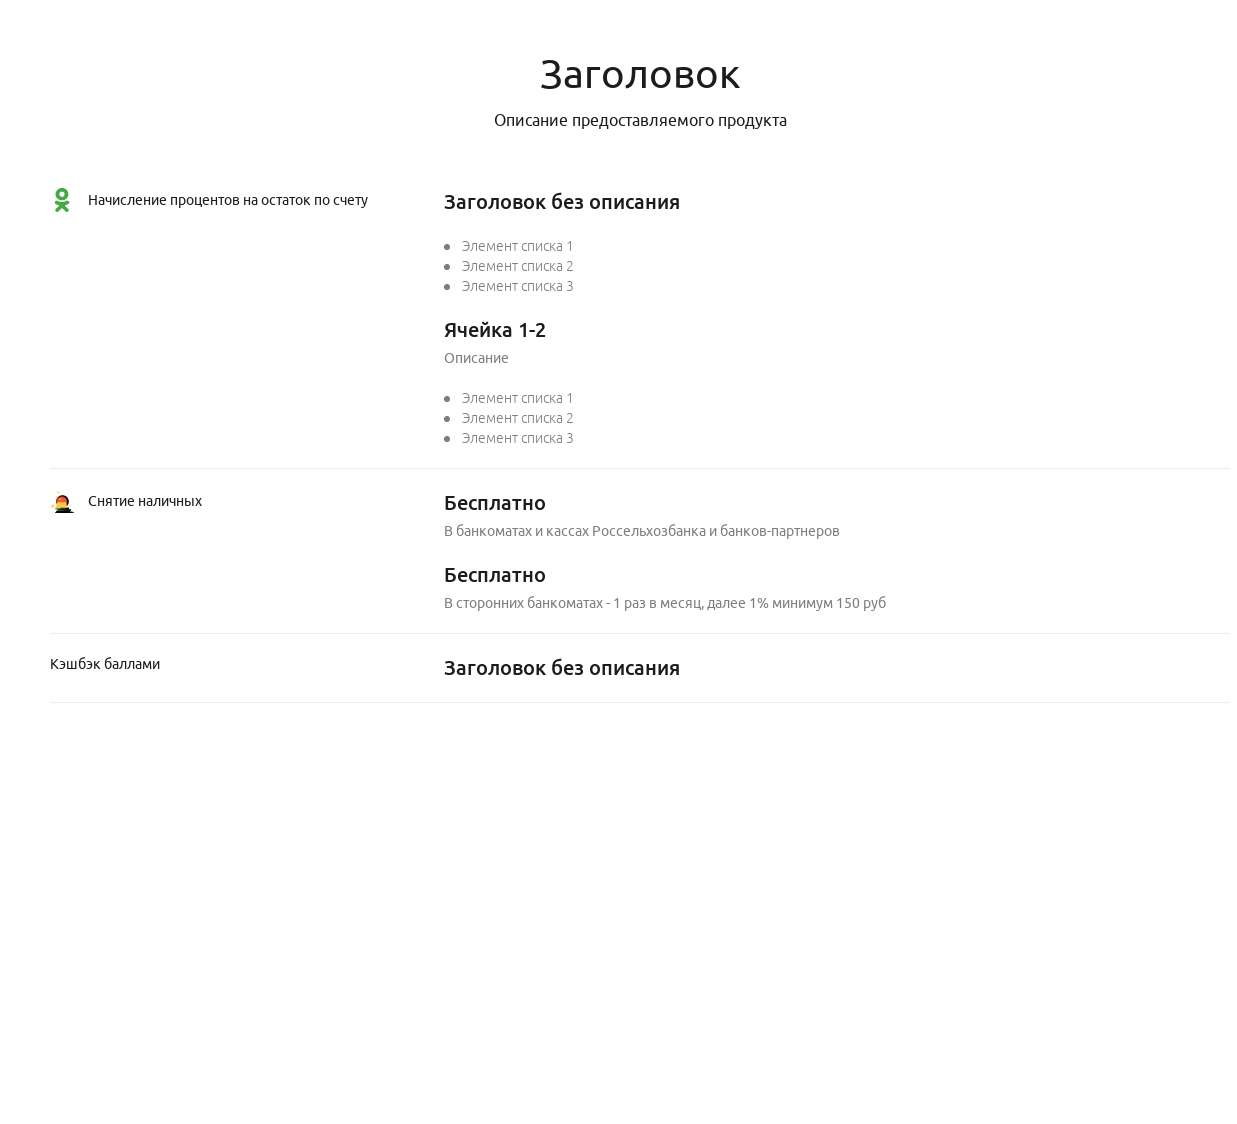 Заголовок
Описание предоставляемого продукта
Начисление процентов на остаток по счету
Заголовок без описания
Элемент списка 1
Элемент списка 2
Элемент списка 3
Ячейка 1-2
Описание
Элемент списка 1
Элемент списка 2
Элемент списка 3
Снятие наличных
Бесплатно
В банкоматах и кассах Россельхозбанка и банков-партнеров
Бесплатно
В сторонних банкоматах - 1 раз в месяц, далее 1% минимум 150 руб
Кэшбэк баллами
Заголовок без описания